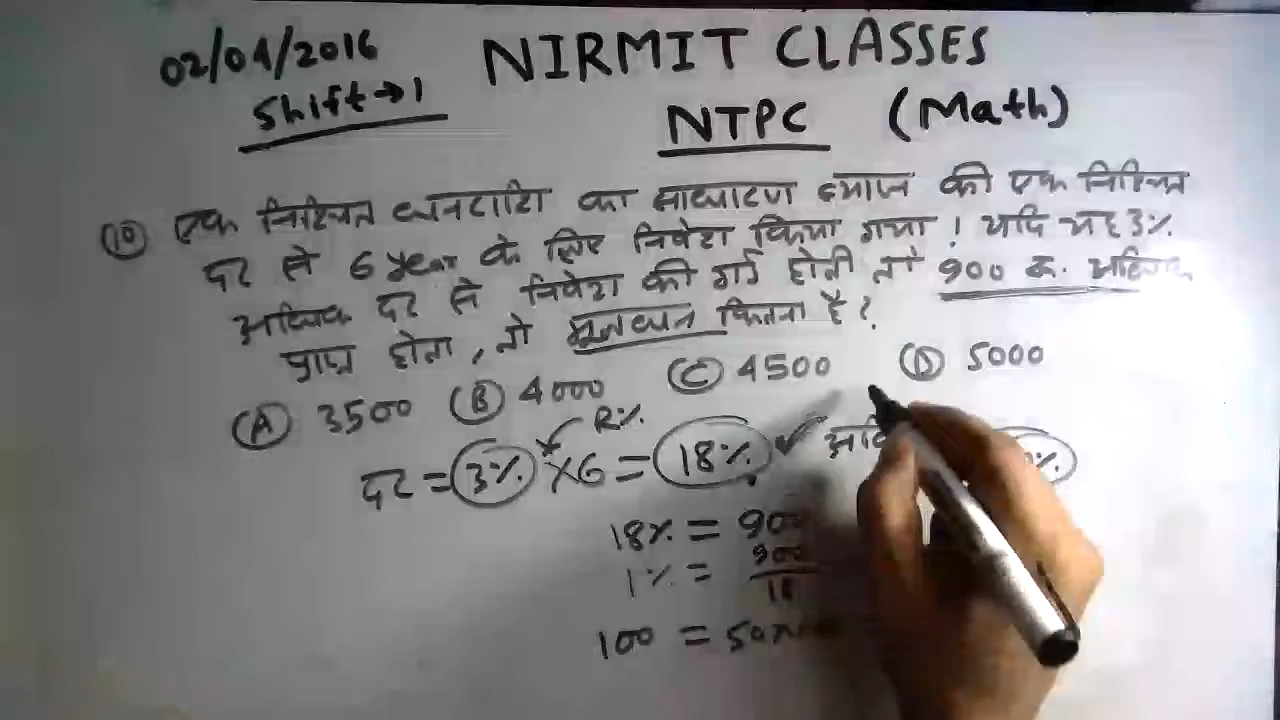 02/04/2016 NIRMIT CLASSES
Shift→1 NTPC (Math)
⑩ एक निश्चित धनराशि का साधारण ब्याज की एक निश्चित
दर से 6 year के लिए निवेश किया गया । यदि यह 3%
अधिक दर से निवेश की गई होती तो 900 रू. अधिक
प्राप्त होता, तो मूलधन कितना है?
Ⓐ 3500 Ⓑ 4000 Ⓒ 4500 Ⓓ 5000
R%
दर = 3% × 6 = 18% ✓
18% = 900
1% = 900/18
100 = 50×